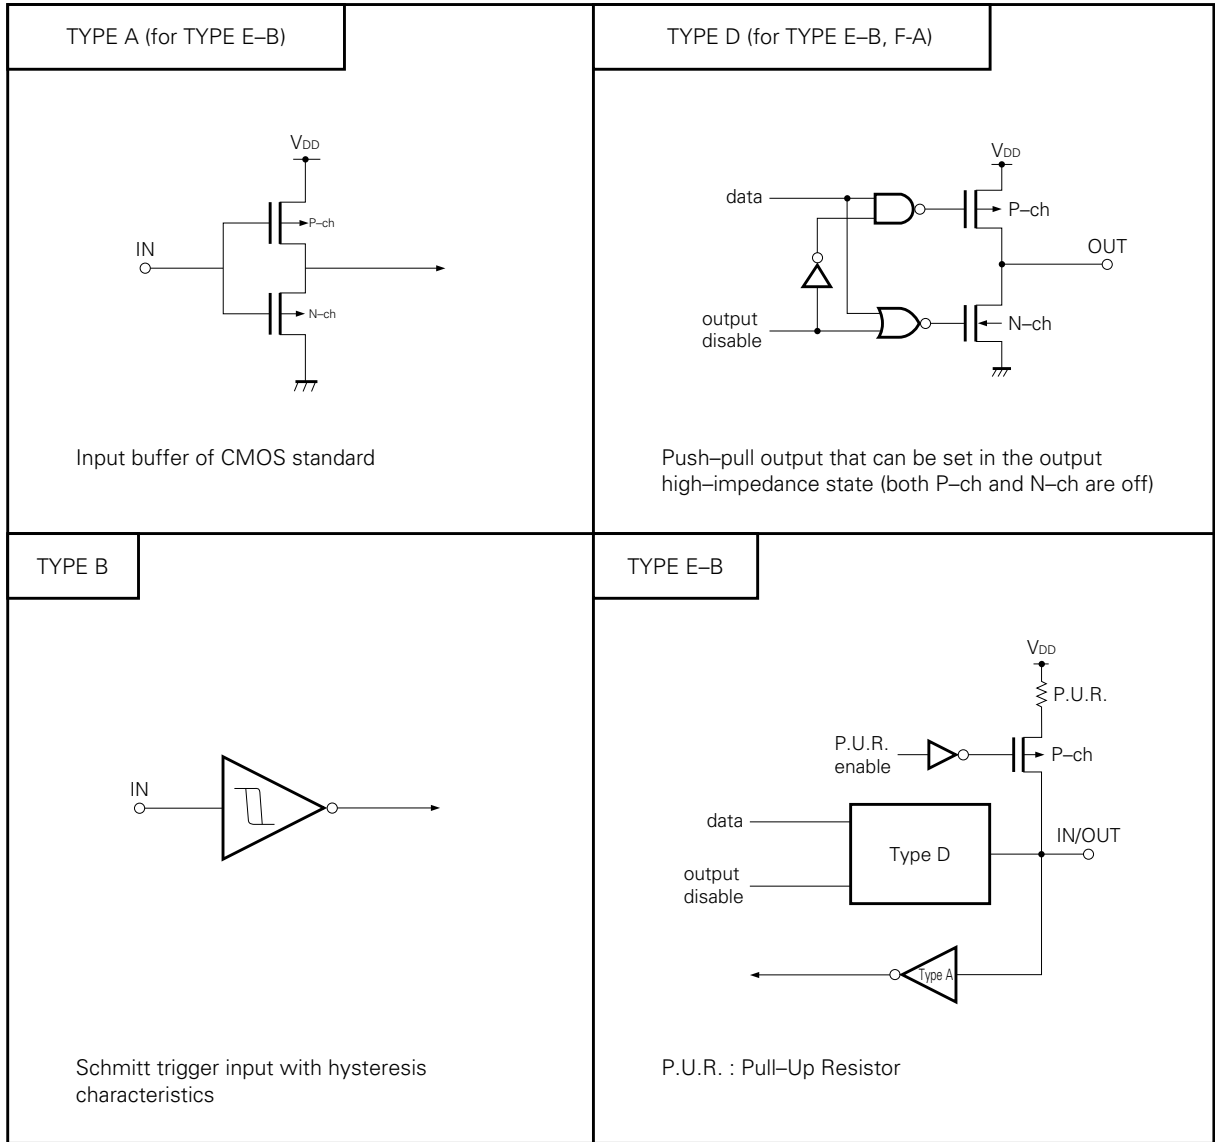 TYPE A (for TYPE E–B)
VDD
P–ch
IN
N–ch
Input buffer of CMOS standard
TYPE D (for TYPE E–B, F-A)
VDD
data
P–ch
OUT
output
disable
N–ch
Push–pull output that can be set in the output
high–impedance state (both P–ch and N–ch are off)
TYPE B
IN
Schmitt trigger input with hysteresis
characteristics
TYPE E–B
VDD
P.U.R.
P.U.R.
enable
P–ch
data
Type D
IN/OUT
output
disable
Type A
P.U.R. : Pull–Up Resistor